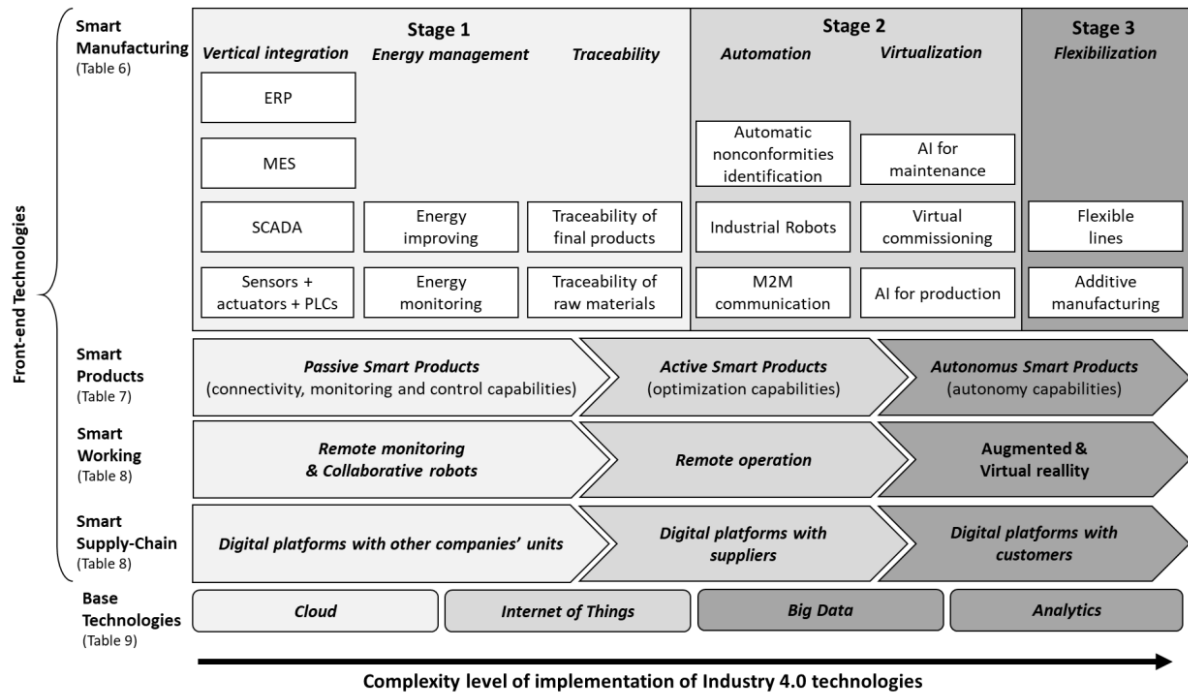 Front-end Technologies
Smart
Manufacturing
(Table 6)
Stage 1
Vertical integration
Energy management
Traceability
ERP
MES
SCADA
Sensors +
actuators + PLCs
Energy
improving
Energy
monitoring
Traceability of
final products
Traceability of
raw materials
Stage 2
Automation
Virtualization
Automatic
nonconformities
identification
Industrial Robots
M2M
communication
AI for
maintenance
Virtual
commissioning
AI for production
Stage 3
Flexibilization
Flexible
lines
Additive
manufacturing
Smart
Products
(Table 7)
Passive Smart Products
(connectivity, monitoring and control capabilities)
Active Smart Products
(optimization capabilities)
Autonomus Smart Products
(autonomy capabilities)
Smart
Working
(Table 8)
Remote monitoring
& Collaborative robots
Remote operation
Augmented &
Virtual reallity
Smart
Supply-Chain
(Table 8)
Digital platforms with other companies’ units
Digital platforms with
suppliers
Digital platforms with
customers
Base
Technologies
(Table 9)
Cloud
Internet of Things
Big Data
Analytics
Complexity level of implementation of Industry 4.0 technologies